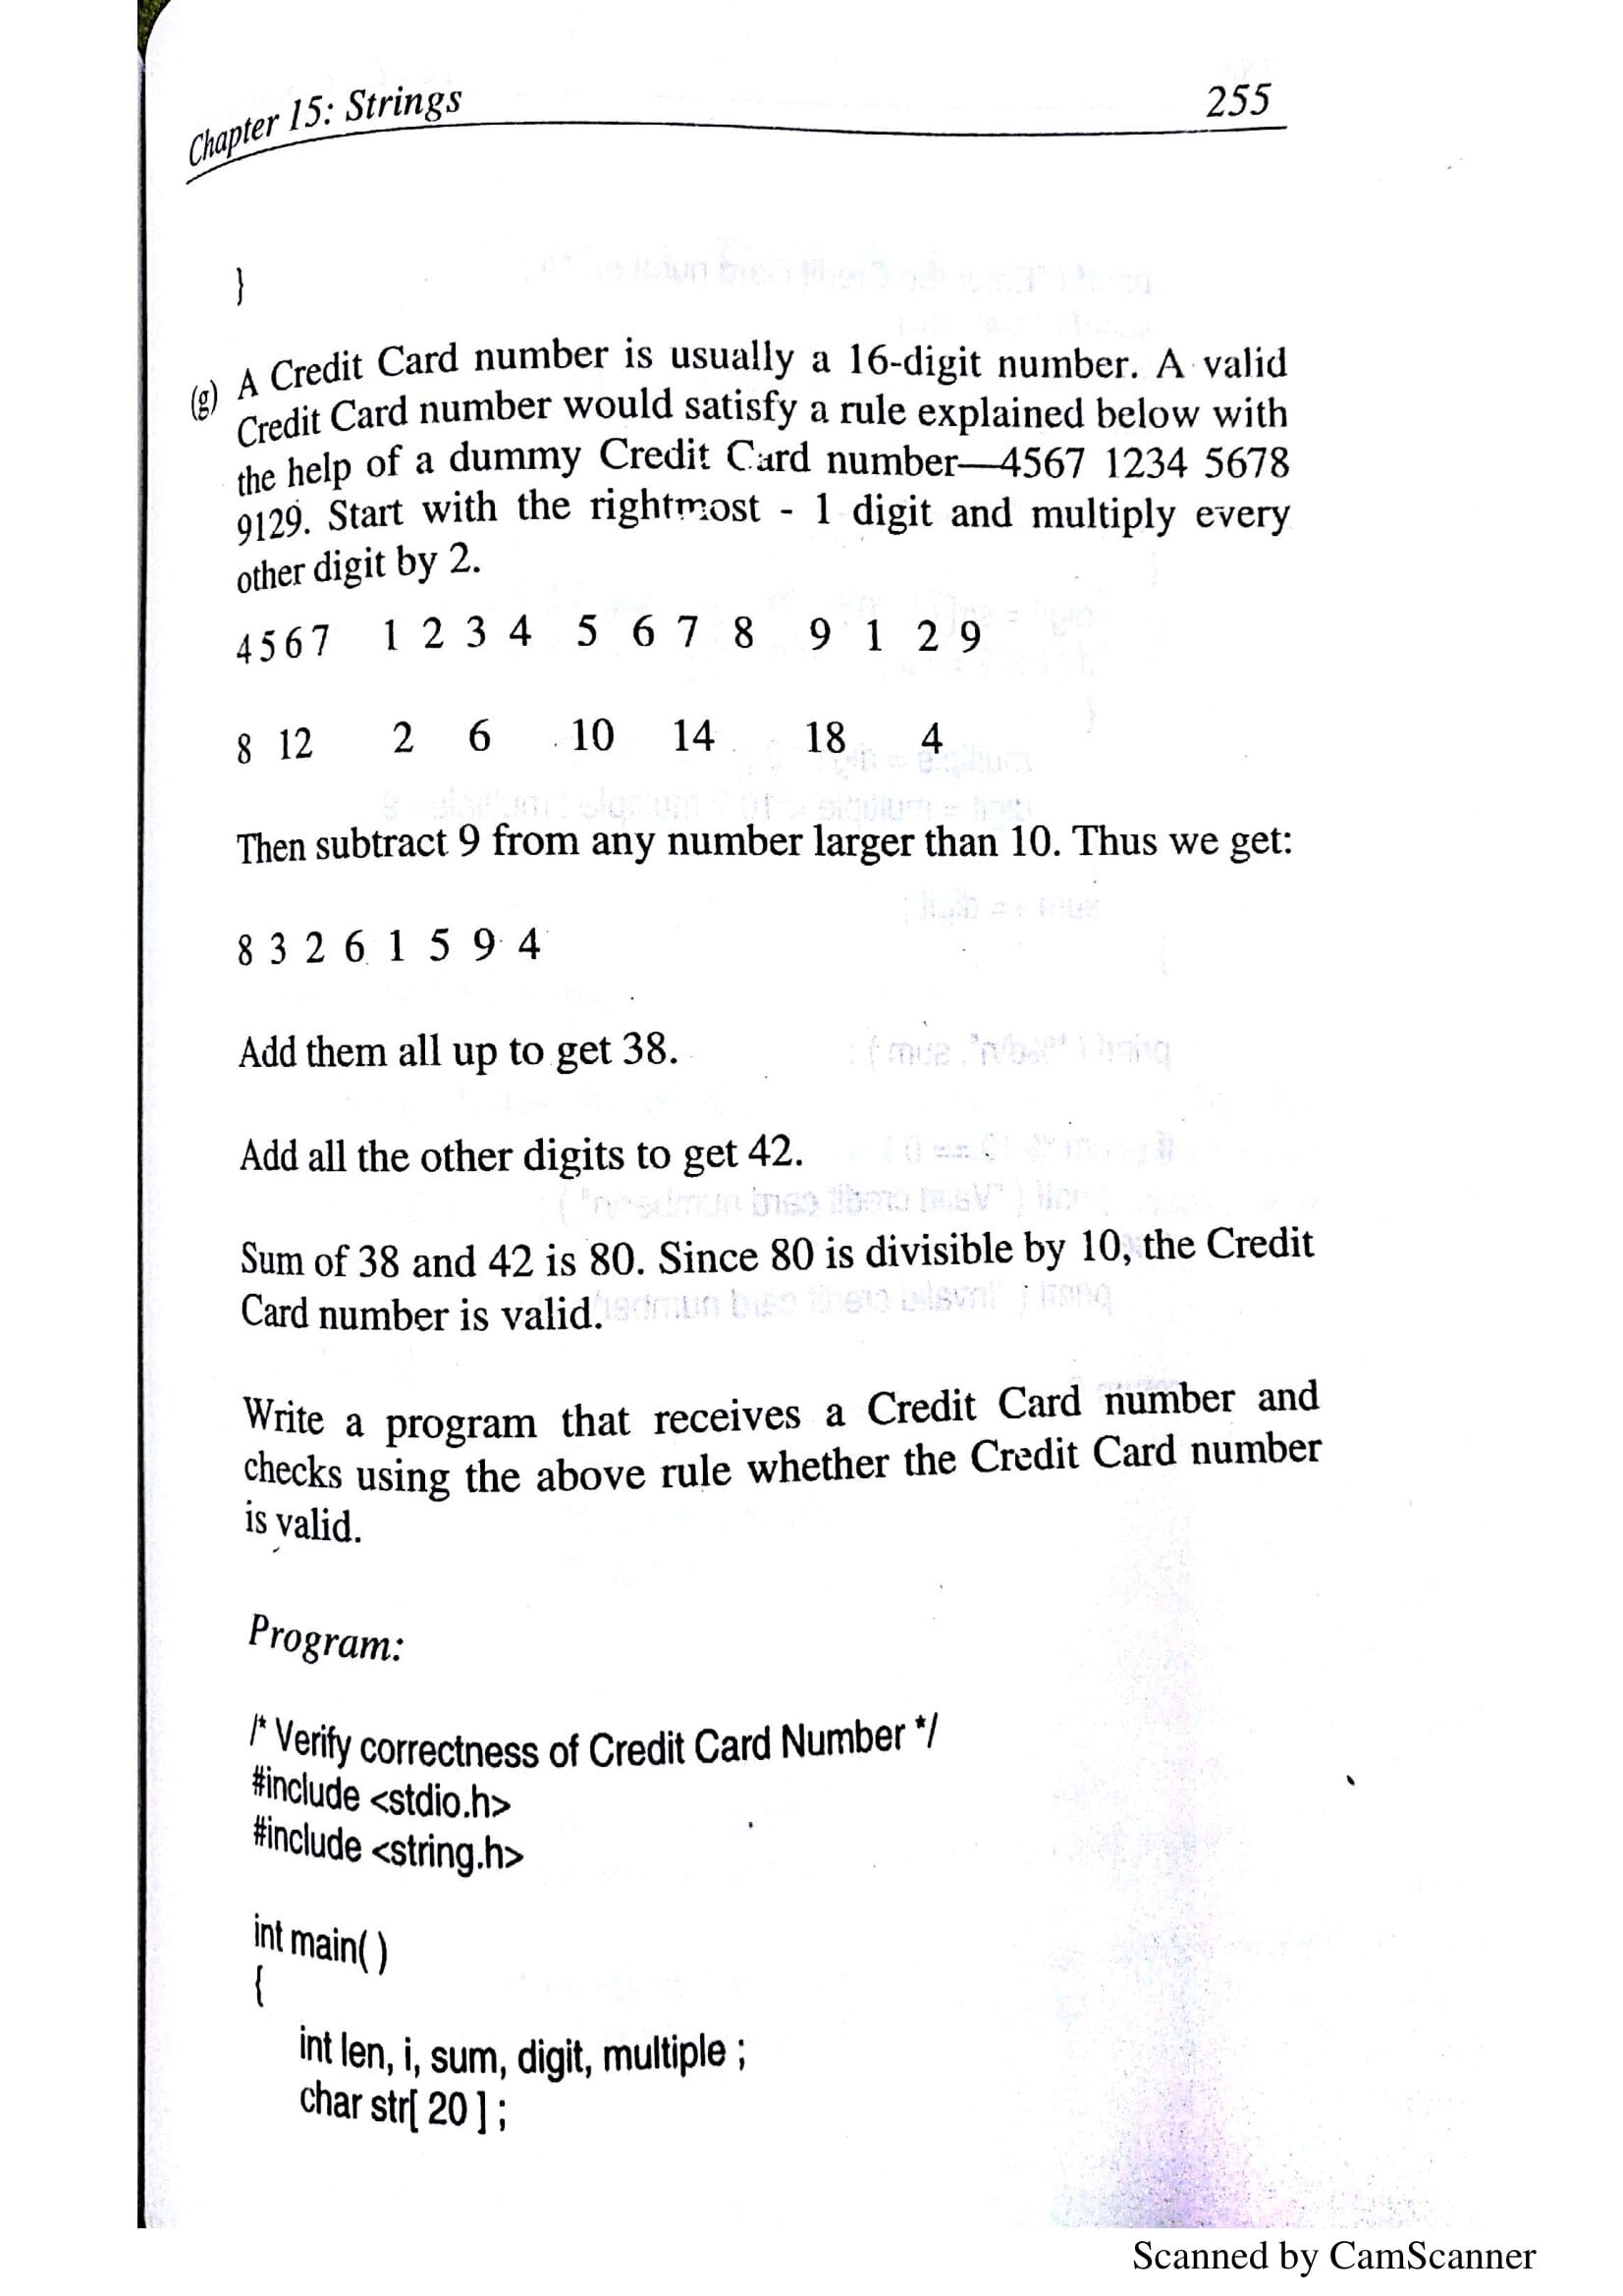 Chapter 15: Strings 255
}
(g) A Credit Card number is usually a 16-digit number. A valid
Credit Card number would satisfy a rule explained below with
the help of a dummy Credit Card number—4567 1234 5678
9129. Start with the rightmost - 1 digit and multiply every
other digit by 2.
4 5 6 7 1 2 3 4 5 6 7 8 9 1 2 9
8 12 2 6 10 14 18 4
Then subtract 9 from any number larger than 10. Thus we get:
8 3 2 6 1 5 9 4
Add them all up to get 38.
Add all the other digits to get 42.
Sum of 38 and 42 is 80. Since 80 is divisible by 10, the Credit
Card number is valid.
Write a program that receives a Credit Card number and
checks using the above rule whether the Credit Card number
is valid.
Program:
/* Verify correctness of Credit Card Number */
#include <stdio.h>
#include <string.h>
int main( )
{
int len, i, sum, digit, multiple ;
char str[ 20 ] ;
Scanned by CamScanner